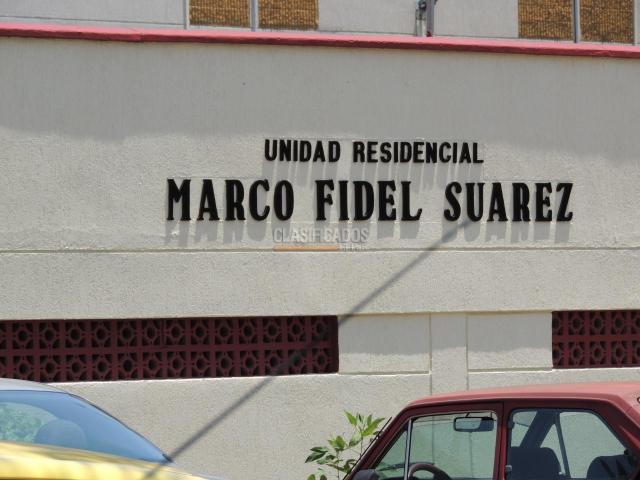 UNIDAD RESIDENCIAL
MARCO FIDEL SUAREZ
CLASIFICADOS